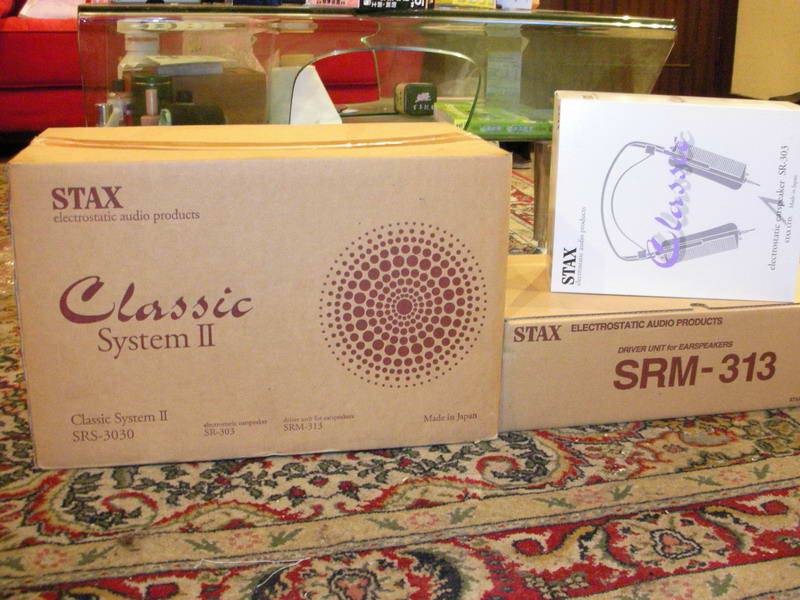 STAX
electrostatic audio products
Classic
System II
Classic System II
SRS-3030
electrostatic earspeaker
SR-303
driver unit for earspeakers
SRM-313
Made in Japan
STAX
electrostatic audio products
Classic
electrostatic earspeaker SR-303
STAX LTD. Made in Japan
STAX ELECTROSTATIC AUDIO PRODUCTS
DRIVER UNIT for EARSPEAKERS
SRM-313